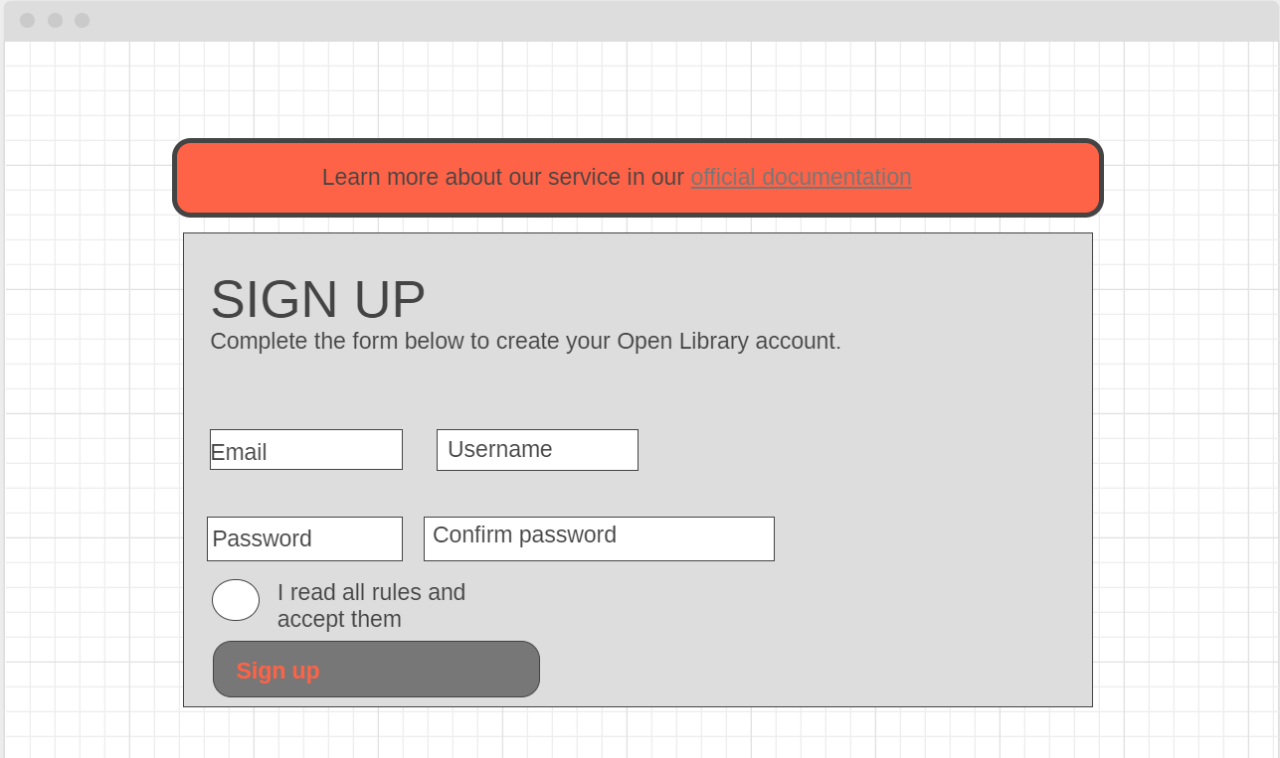 Learn more about our service in our official documentation
SIGN UP
Complete the form below to create your Open Library account.
Email
Username
Password
Confirm password
I read all rules and
accept them
Sign up